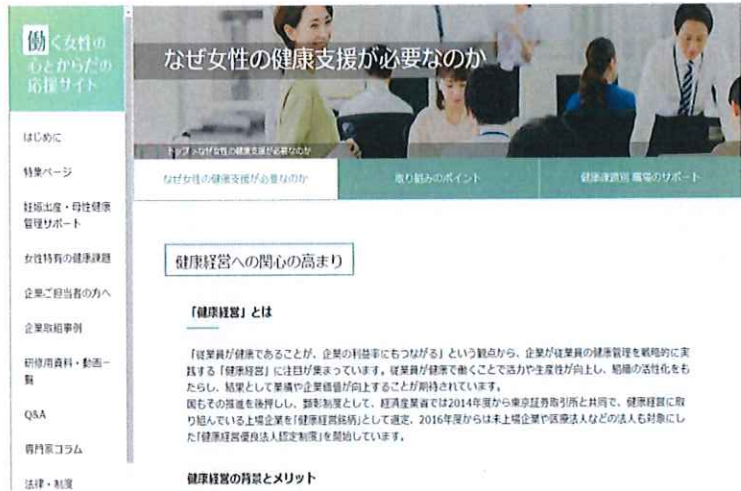 働く女性の
心とからだの
応援サイト
はじめに
特集ページ
妊娠出産・母性健康
管理サポート
女性特有の健康課題
企業ご担当者の方へ
企業取組事例
研修用資料・動画一
覧
Q&A
専門家コラム
法律・制度
なぜ女性の健康支援が必要なのか
トップ >なぜ女性の健康支援が必要なのか
なぜ女性の健康支援が必要なのか
取り組みのポイント
健康課題別 職場のサポート
健康経営への関心の高まり
「健康経営」とは
「従業員が健康であることが、企業の利益率にもつながる」という観点から、企業が従業員の健康管理を戦略的に実
践する「健康経営」に注目が集まっています。従業員が健康で働くことで活力や生産性が向上し、組織の活性化をも
たらし、結果として業績や企業価値が向上することが期待されています。
国もその推進を後押しし、顕彰制度として、経済産業省では2014年度から東京証券取引所と共同で、健康経営に取
り組んでいる上場企業を「健康経営銘柄」として選定、2016年度からは未上場企業や医療法人などの法人も対象にし
た「健康経営優良法人認定制度」を開始しています。
健康経営の背景とメリット